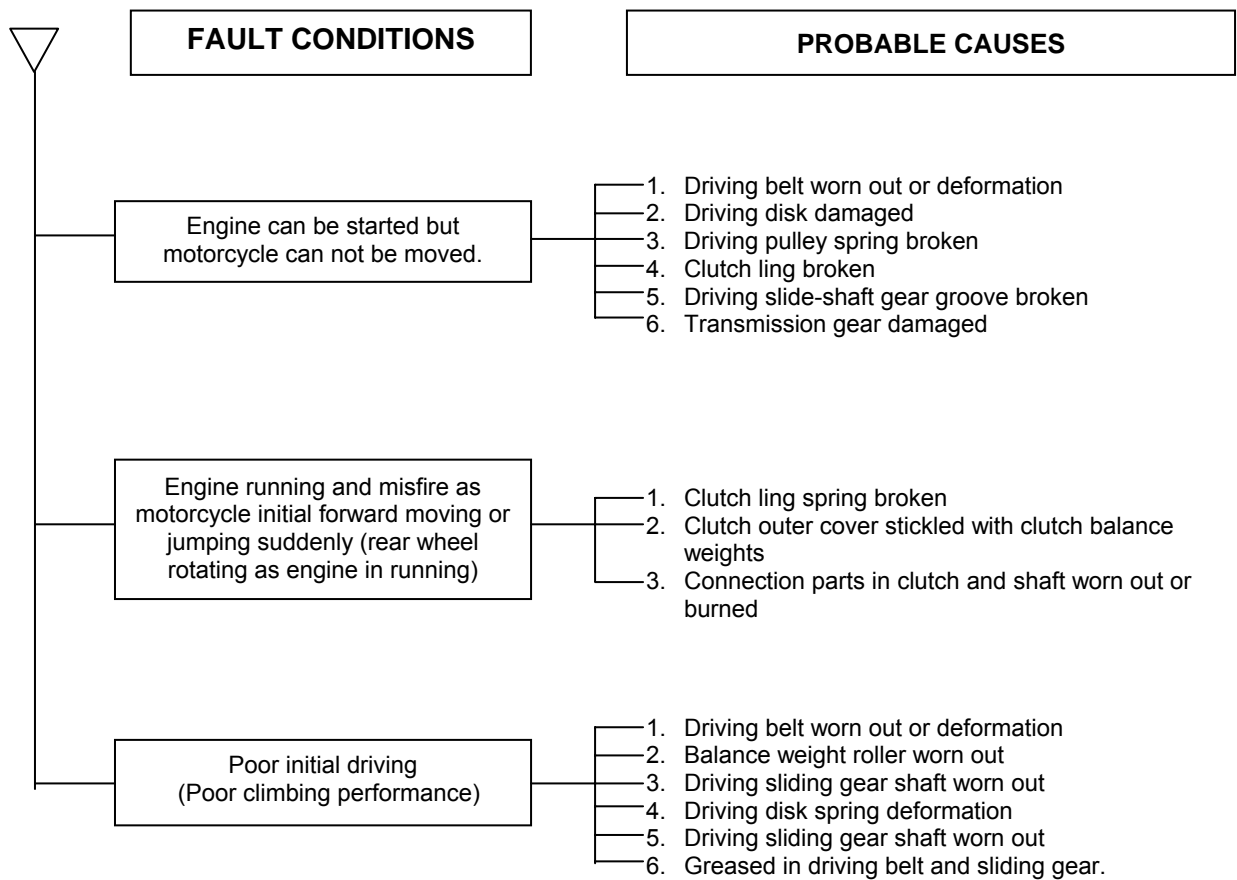 FAULT CONDITIONS
PROBABLE CAUSES
Engine can be started but
motorcycle can not be moved.
1. Driving belt worn out or deformation
2. Driving disk damaged
3. Driving pulley spring broken
4. Clutch ling broken
5. Driving slide-shaft gear groove broken
6. Transmission gear damaged
Engine running and misfire as
motorcycle initial forward moving or
jumping suddenly (rear wheel
rotating as engine in running)
1. Clutch ling spring broken
2. Clutch outer cover stickled with clutch balance
weights
3. Connection parts in clutch and shaft worn out or
burned
Poor initial driving
(Poor climbing performance)
1. Driving belt worn out or deformation
2. Balance weight roller worn out
3. Driving sliding gear shaft worn out
4. Driving disk spring deformation
5. Driving sliding gear shaft worn out
6. Greased in driving belt and sliding gear.